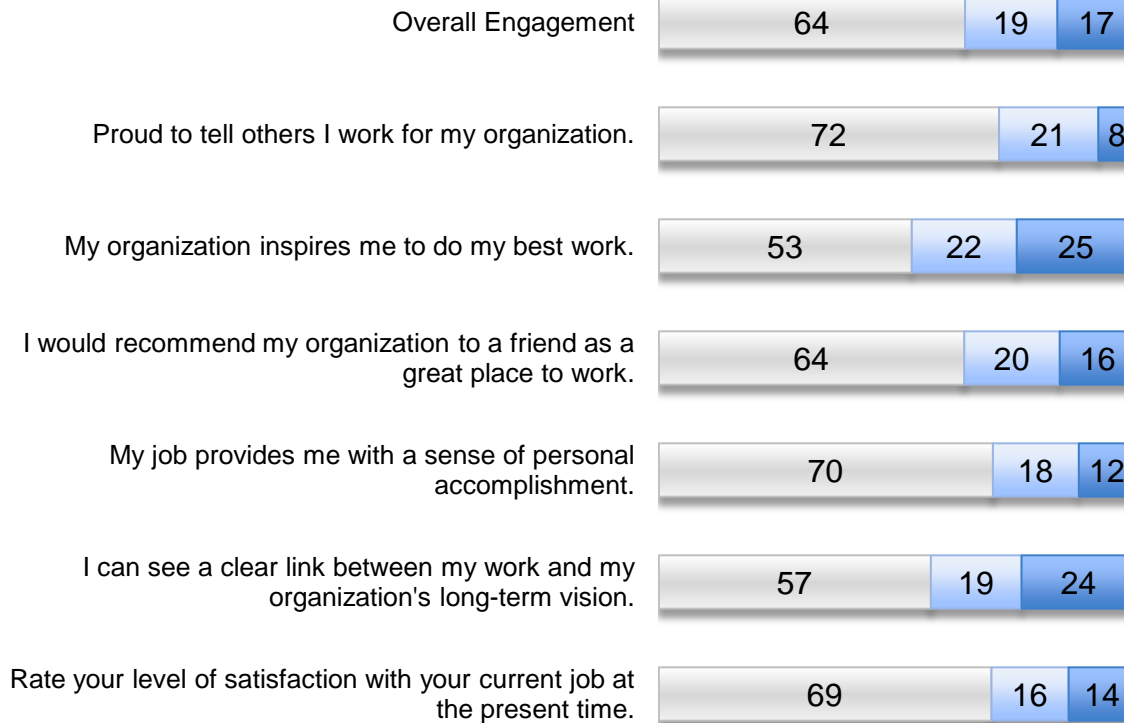 Overall Engagement 64 19 17
Proud to tell others I work for my organization. 72 21 8
My organization inspires me to do my best work. 53 22 25
I would recommend my organization to a friend as a
great place to work. 64 20 16
My job provides me with a sense of personal
accomplishment. 70 18 12
I can see a clear link between my work and my
organization's long-term vision. 57 19 24
Rate your level of satisfaction with your current job at
the present time. 69 16 14